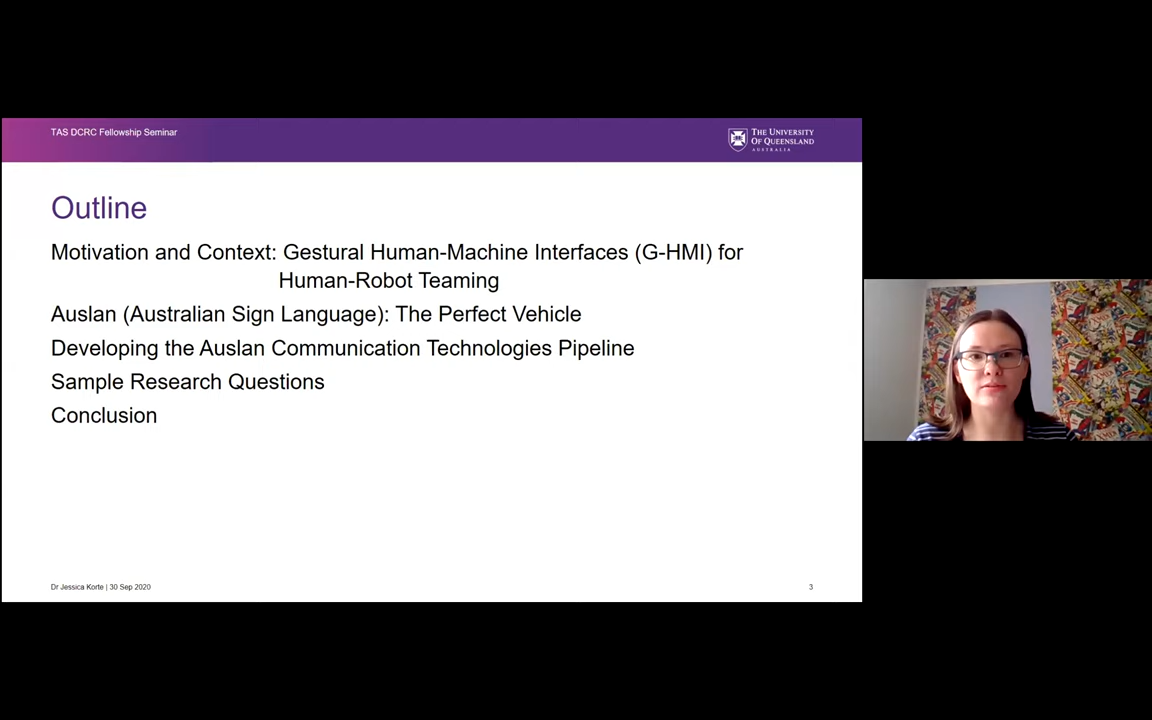 TAS DCRC Fellowship Seminar
THE UNIVERSITY
OF QUEENSLAND
AUSTRALIA
Outline
Motivation and Context: Gestural Human-Machine Interfaces (G-HMI) for
Human-Robot Teaming
Auslan (Australian Sign Language): The Perfect Vehicle
Developing the Auslan Communication Technologies Pipeline
Sample Research Questions
Conclusion
Dr Jessica Korte | 30 Sep 2020
3